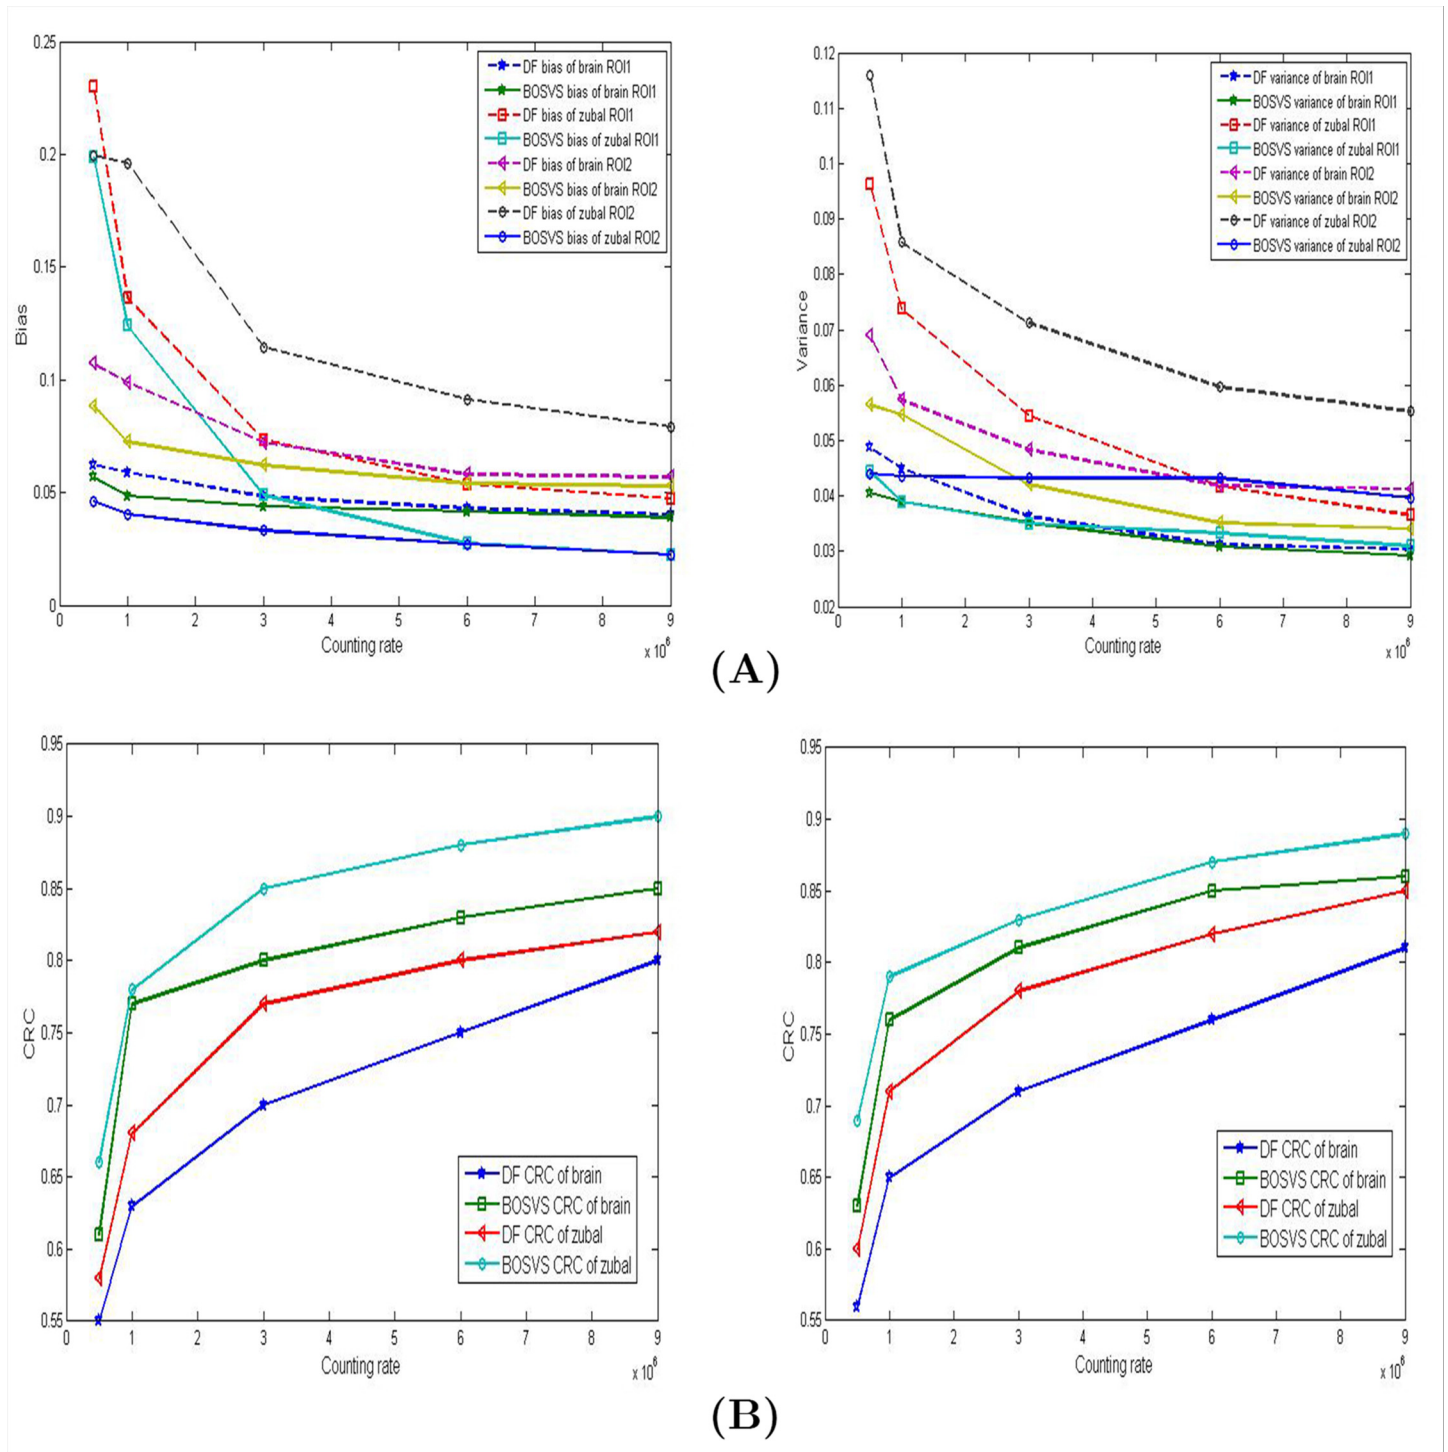 0.25
0.2
0.15
0.1
0.05
0
Bias
DF bias of brain ROI1
BOSVS bias of brain ROI1
DF bias of zubal ROI1
BOSVS bias of zubal ROI1
DF bias of brain ROI2
BOSVS bias of brain ROI2
DF bias of zubal ROI2
BOSVS bias of zubal ROI2
0 1 2 3 4 5 6 7 8 9
Counting rate
x 10^6
0.12
0.11
0.1
0.09
0.08
0.07
0.06
0.05
0.04
0.03
0.02
Variance
DF variance of brain ROI1
BOSVS variance of brain ROI1
DF variance of zubal ROI1
BOSVS variance of zubal ROI1
DF variance of brain ROI2
BOSVS variance of brain ROI2
DF variance of zubal ROI2
BOSVS variance of zubal ROI2
0 1 2 3 4 5 6 7 8 9
Counting rate
x 10^6
(A)
0.95
0.9
0.85
0.8
0.75
0.7
0.65
0.6
0.55
CRC
DF CRC of brain
BOSVS CRC of brain
DF CRC of zubal
BOSVS CRC of zubal
0 1 2 3 4 5 6 7 8 9
Counting rate
x 10^6
0.95
0.9
0.85
0.8
0.75
0.7
0.65
0.6
0.55
CRC
DF CRC of brain
BOSVS CRC of brain
DF CRC of zubal
BOSVS CRC of zubal
0 1 2 3 4 5 6 7 8 9
Counting rate
x 10^6
(B)